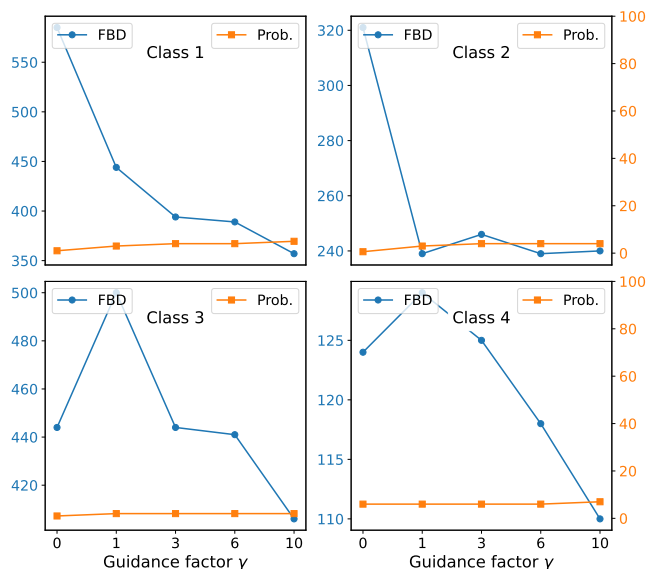 FBD
Prob.
Class 1
550
500
450
400
350
FBD
Prob.
Class 2
320
300
280
260
240
100
80
60
40
20
0
FBD
Prob.
Class 3
500
480
460
440
420
0
1
3
6
10
Guidance factor γ
FBD
Prob.
Class 4
125
120
115
110
100
80
60
40
20
0
0
1
3
6
10
Guidance factor γ